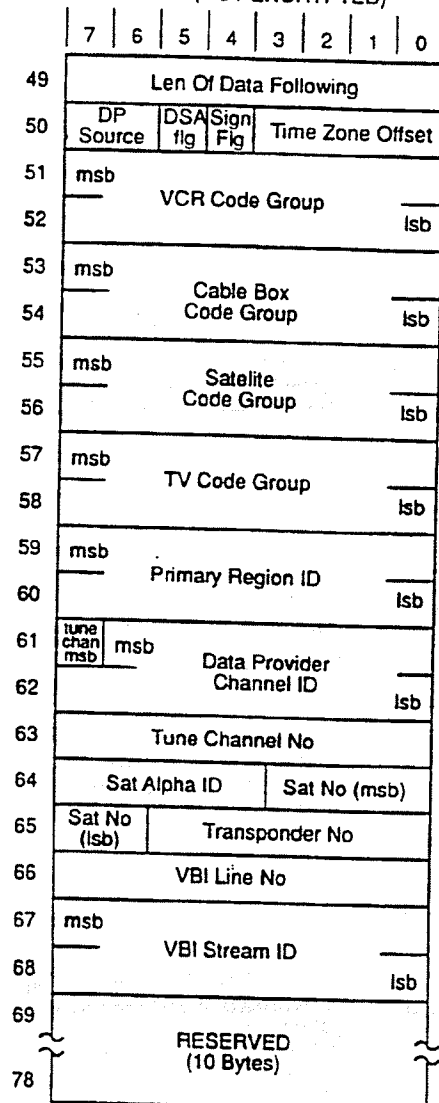 7 6 5 4 3 2 1 0
49 Len Of Data Following
50 DP Source DSA flg Sign Flg Time Zone Offset
51 msb
VCR Code Group
52 lsb
53 msb
Cable Box
54 Code Group lsb
55 msb
Satelite
56 Code Group lsb
57 msb
TV Code Group
58 lsb
59 msb
Primary Region ID
60 lsb
61 tune chan msb msb
Data Provider
62 Channel ID lsb
63 Tune Channel No
64 Sat Alpha ID Sat No (msb)
65 Sat No (lsb) Transponder No
66 VBI Line No
67 msb
VBI Stream ID
68 lsb
69
RESERVED
(10 Bytes)
78